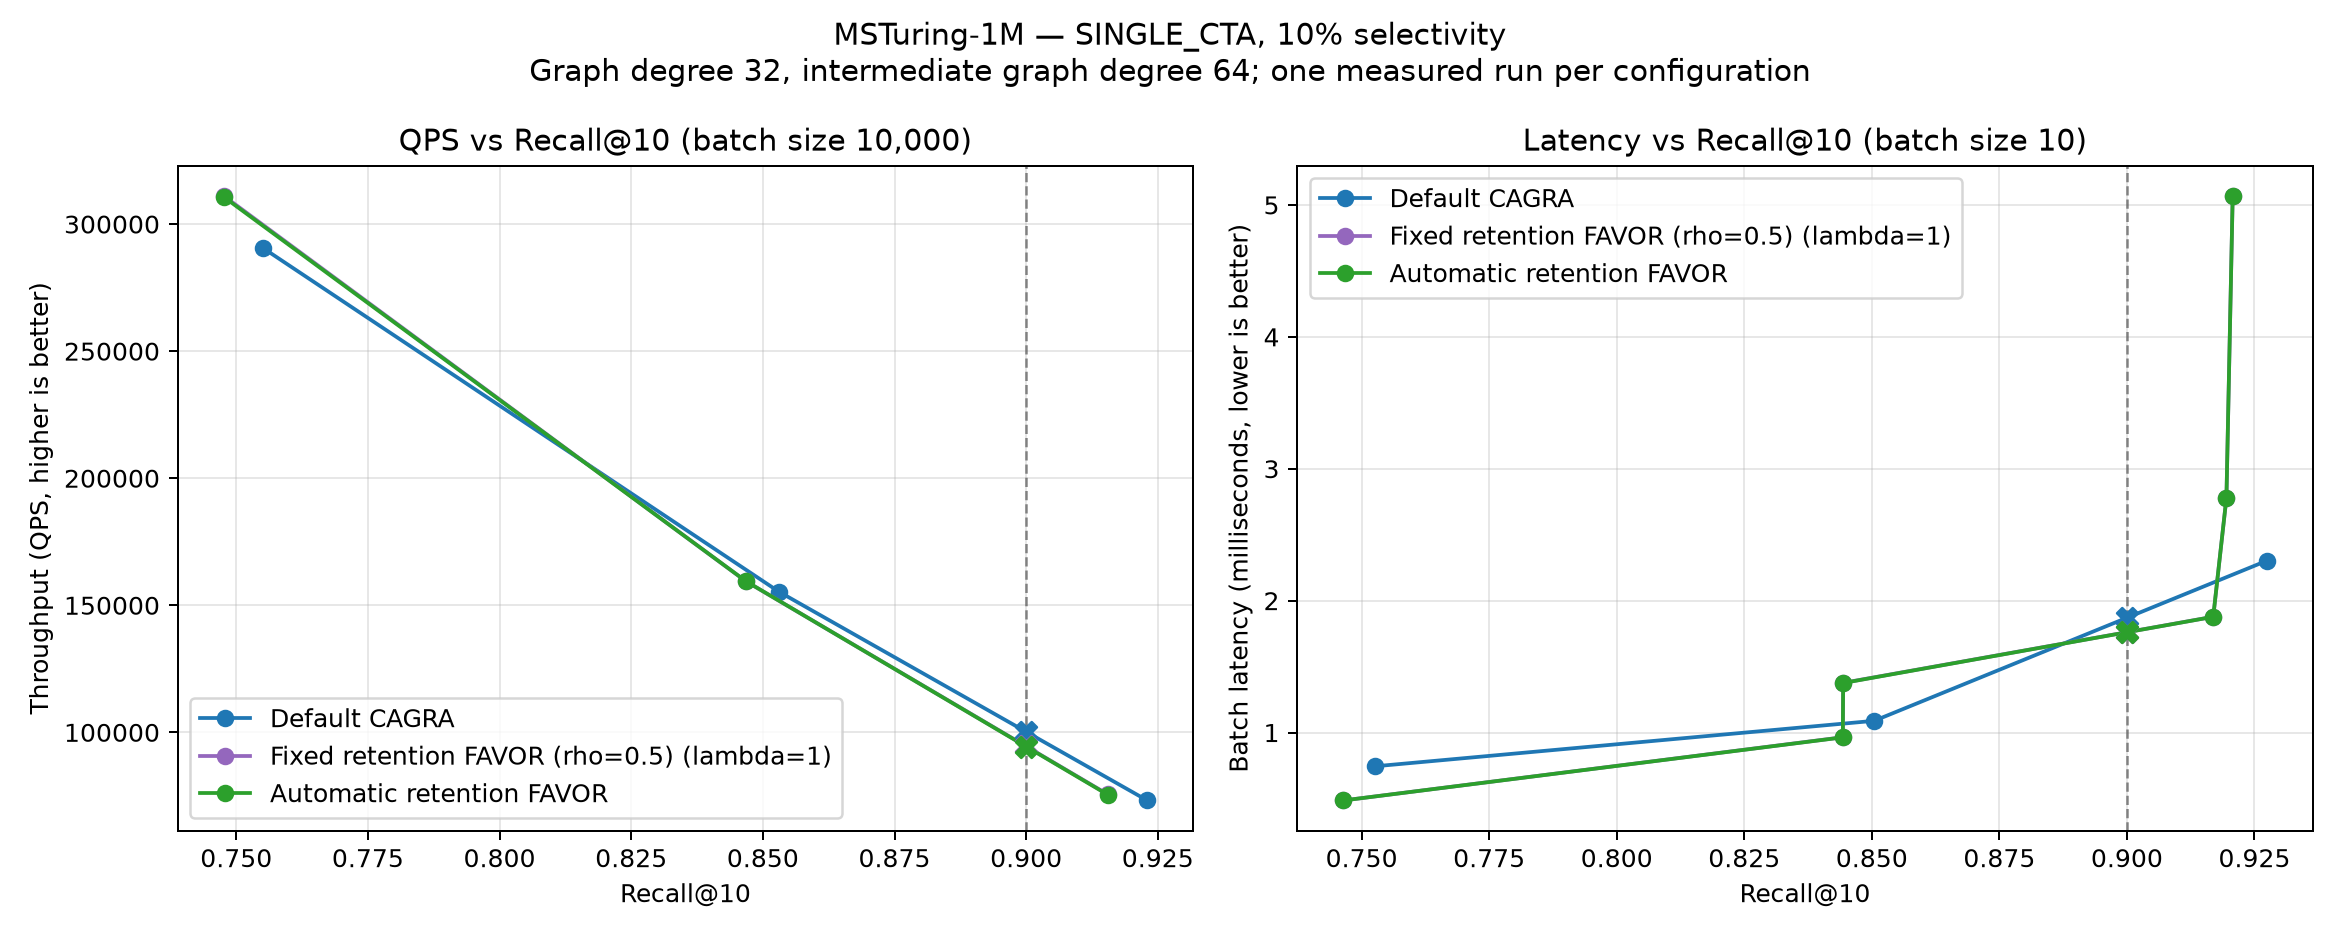 MSTuring-1M — SINGLE_CTA, 10% selectivity
Graph degree 32, intermediate graph degree 64; one measured run per configuration
QPS vs Recall@10 (batch size 10,000)
Throughput (QPS, higher is better)
300000
250000
200000
150000
100000
Default CAGRA
Fixed retention FAVOR (rho=0.5) (lambda=1)
Automatic retention FAVOR
0.750 0.775 0.800 0.825 0.850 0.875 0.900 0.925
Recall@10
Latency vs Recall@10 (batch size 10)
Batch latency (milliseconds, lower is better)
5
4
3
2
1
Default CAGRA
Fixed retention FAVOR (rho=0.5) (lambda=1)
Automatic retention FAVOR
0.750 0.775 0.800 0.825 0.850 0.875 0.900 0.925
Recall@10